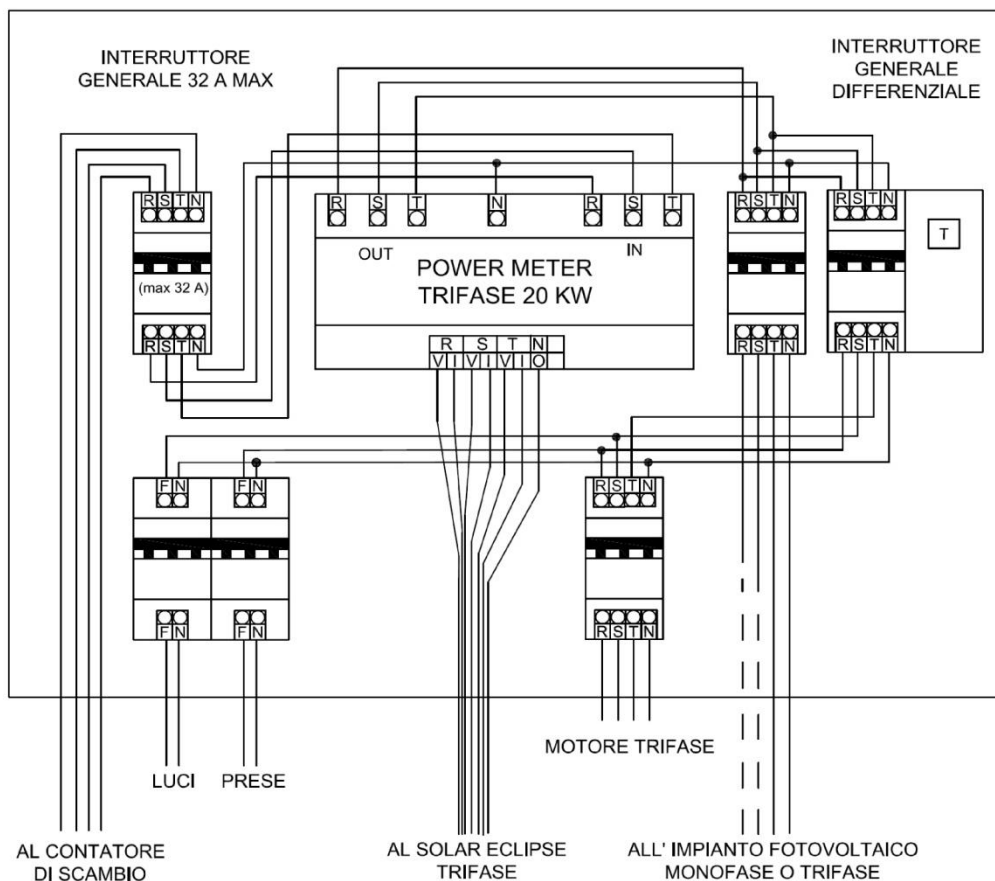 INTERRUTTORE
GENERALE 32 A MAX
INTERRUTTORE
GENERALE
DIFFERENZIALE
R S T N
(max 32 A)
R S T N
R S T N R S T
OUT IN
POWER METER
TRIFASE 20 KW
R S T N
V I V I V I O
R S T N
R S T N
R S T N
T
R S T N
F N F N
F N F N
R S T N
R S T N
LUCI PRESE
MOTORE TRIFASE
AL CONTATORE
DI SCAMBIO
AL SOLAR ECLIPSE
TRIFASE
ALL' IMPIANTO FOTOVOLTAICO
MONOFASE O TRIFASE